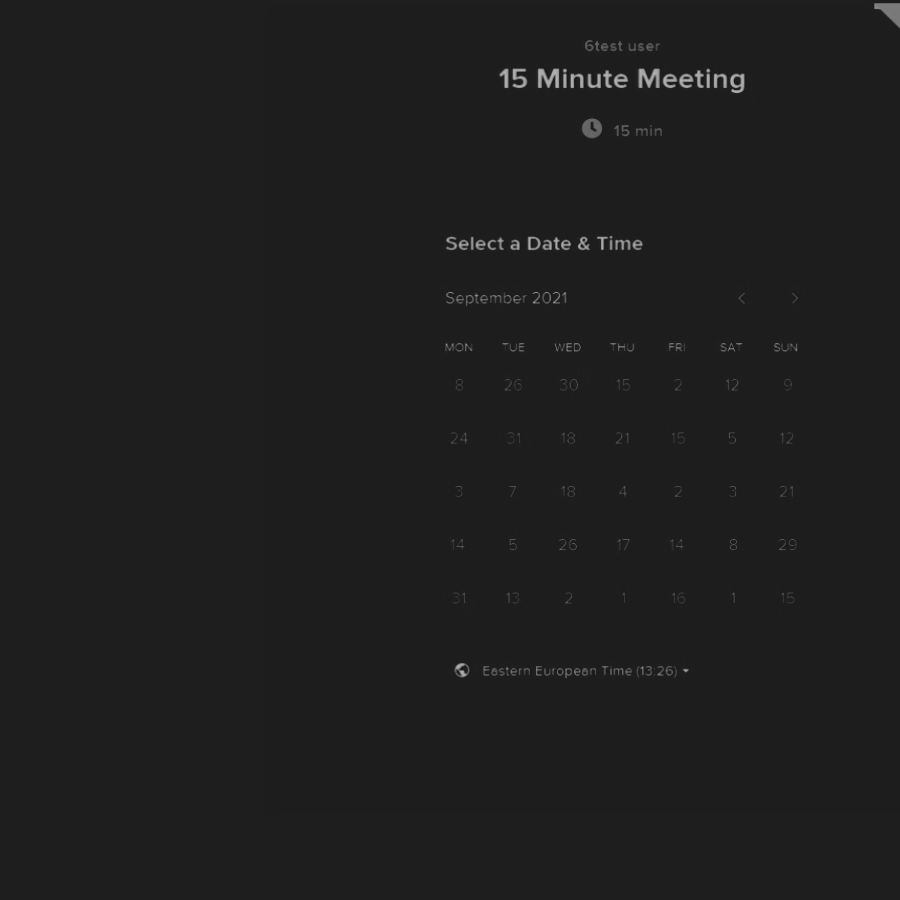 6test user
15 Minute Meeting
15 min
Select a Date & Time
September 2021
MON TUE WED THU FRI SAT SUN
8 26 30 15 2 12 9
24 31 18 21 15 5 12
3 7 18 4 2 3 21
14 5 26 17 14 8 29
31 13 2 1 16 1 15
Eastern European Time (13:26)